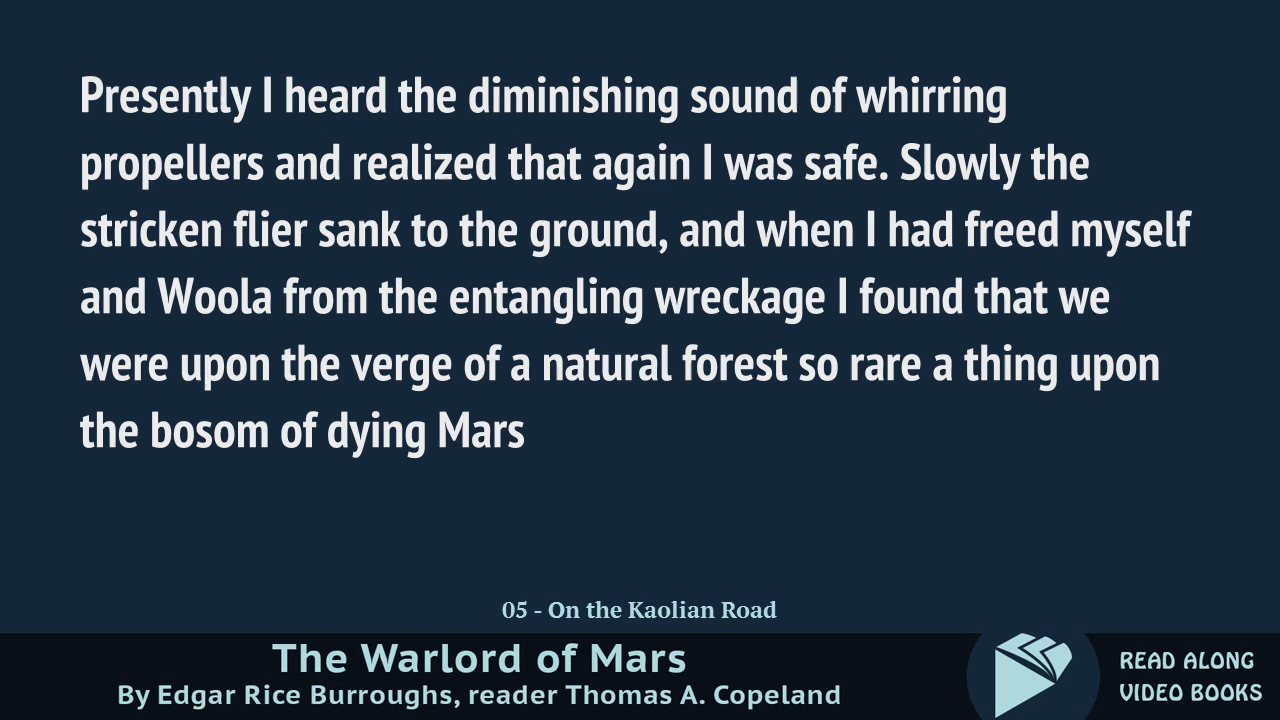 Presently I heard the diminishing sound of whirring
propellers and realized that again I was safe. Slowly the
stricken flier sank to the ground, and when I had freed myself
and Woola from the entangling wreckage I found that we
were upon the verge of a natural forest so rare a thing upon
the bosom of dying Mars
05 - On the Kaolian Road
The Warlord of Mars
By Edgar Rice Burroughs, reader Thomas A. Copeland
READ ALONG
VIDEO BOOKS